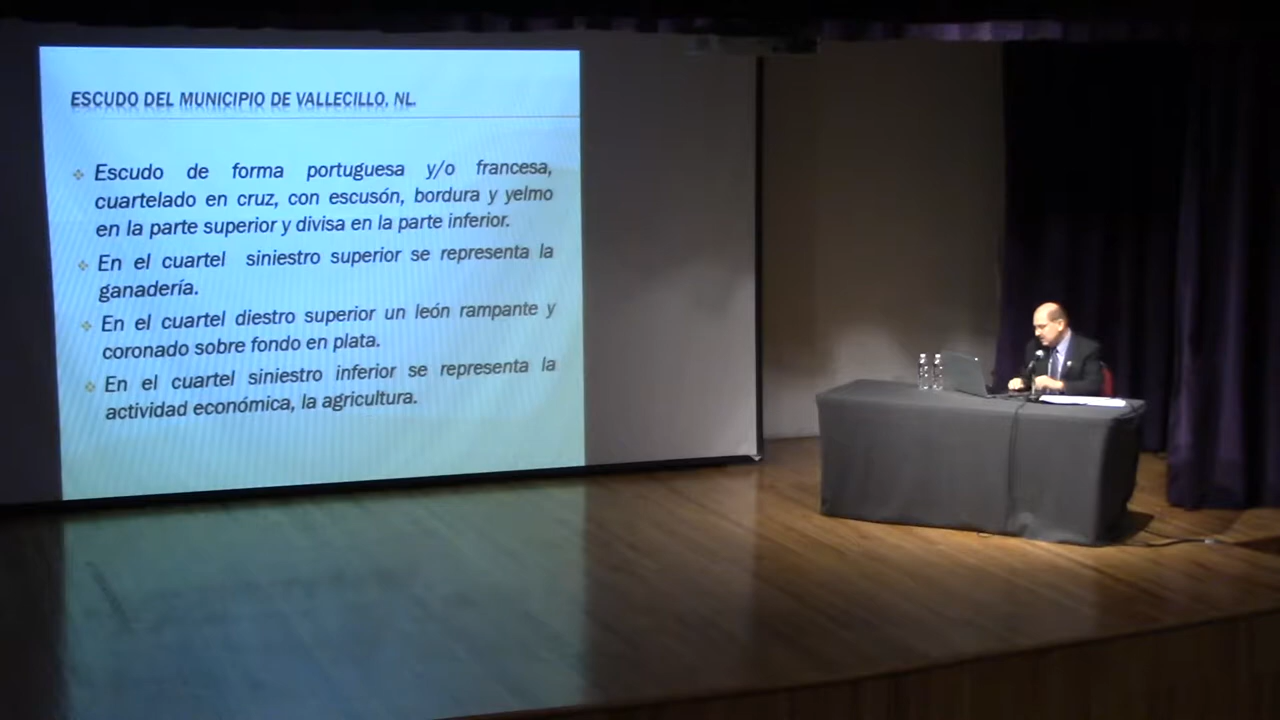 ESCUDO DEL MUNICIPIO DE VALLECILLO, NL.
Escudo de forma portuguesa y/o francesa,
cuartelado en cruz, con escusón, bordura y yelmo
en la parte superior y divisa en la parte inferior.
En el cuartel siniestro superior se representa la
ganadería.
En el cuartel diestro superior un león rampante y
coronado sobre fondo en plata.
En el cuartel siniestro inferior se representa la
actividad económica, la agricultura.